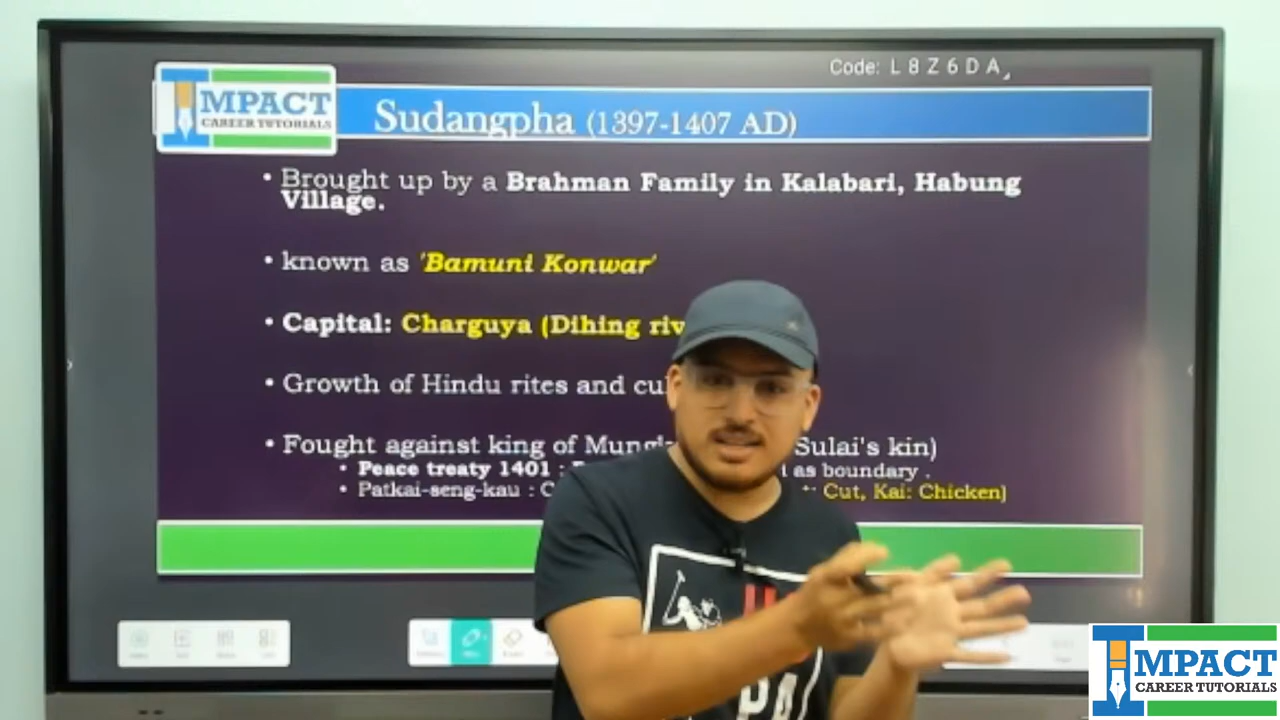 Code: L 8 Z 6 D A
IMPACT
CAREER TUTORIALS
Sudangpha (1397-1407 AD)
• Brought up by a Brahman Family in Kalabari, Habung
Village.
• known as 'Bamuni Konwar'
• Capital: Charguya (Dihing riv
• Growth of Hindu rites and cul
• Fought against king of Mung Sulai's kin)
• Peace treaty 1401 : as boundary .
• Patkai-seng-kau : C Cut, Kai: Chicken]
IMPACT
CAREER TUTORIALS